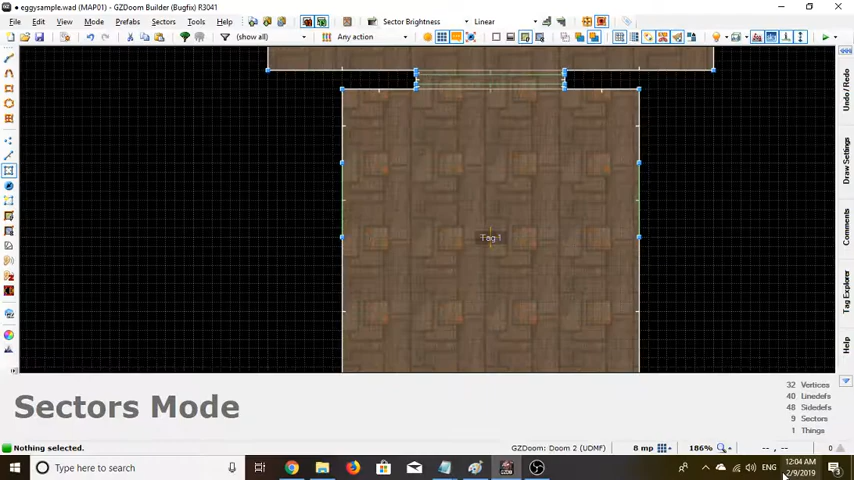 eggysample.wad (MAP01) - GZDoom Builder (Bugfix) R3041
File Edit View Mode Prefabs Sectors Tools Help
Sector Brightness
Linear
(show all)
Any action
Tag 1
Undo / Redo
Draw Settings
Comments
Tag Explorer
Help
Sectors Mode
32 Vertices
40 Linedefs
48 Sidedefs
9 Sectors
1 Things
Nothing selected.
GZDoom: Doom 2 (UDMF)
8 mp
186%
-- , --
0
Type here to search
ENG
12:04 AM
2/9/2019
3